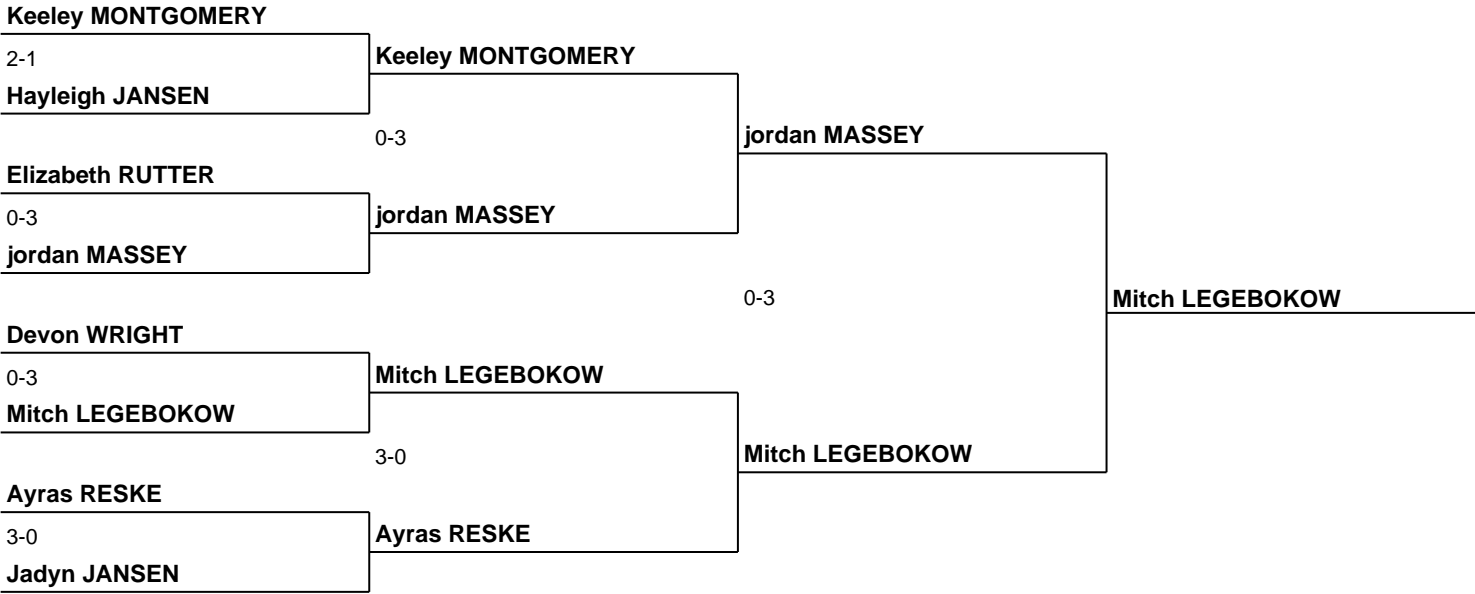 Keeley MONTGOMERY
2-1
Keeley MONTGOMERY
Hayleigh JANSEN
0-3
jordan MASSEY
Elizabeth RUTTER
0-3
jordan MASSEY
jordan MASSEY
0-3
Mitch LEGEBOKOW
Devon WRIGHT
0-3
Mitch LEGEBOKOW
Mitch LEGEBOKOW
3-0
Mitch LEGEBOKOW
Ayras RESKE
3-0
Ayras RESKE
Jadyn JANSEN